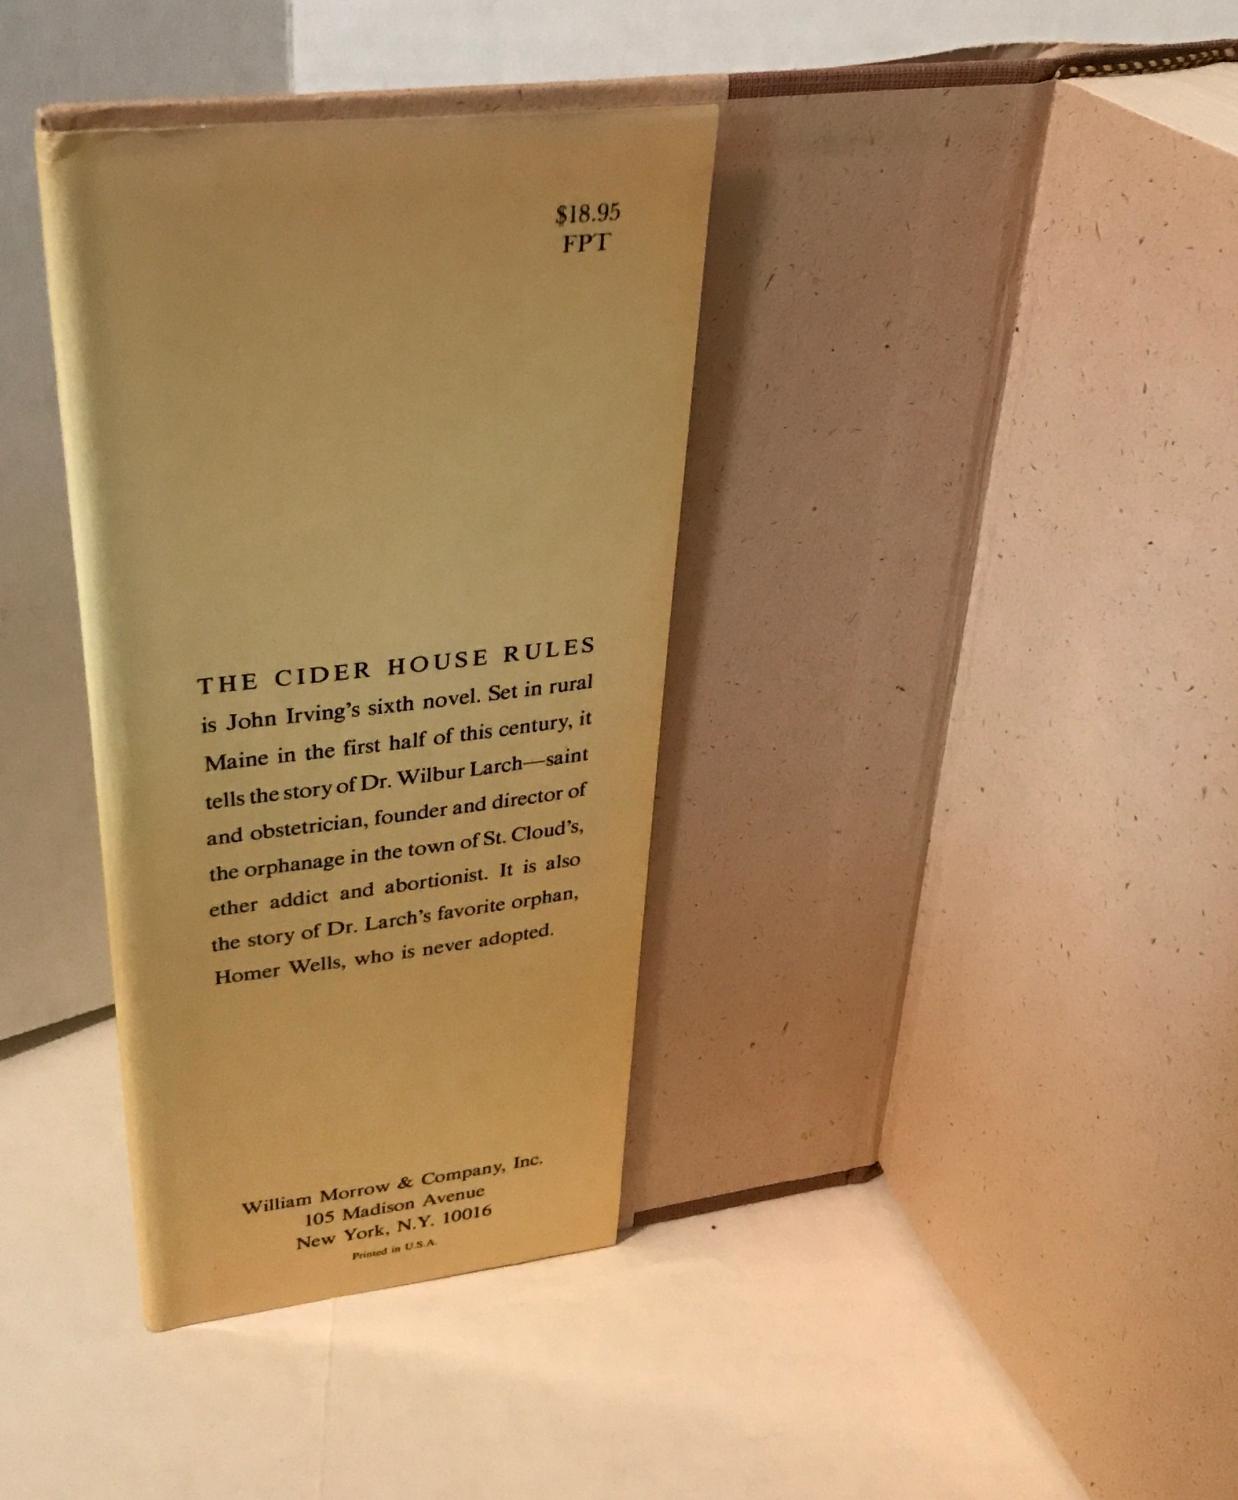 $18.95
FPT
THE CIDER HOUSE RULES
is John Irving's sixth novel. Set in rural
Maine in the first half of this century, it
tells the story of Dr. Wilbur Larch—saint
and obstetrician, founder and director of
the orphanage in the town of St. Cloud's,
ether addict and abortionist. It is also
the story of Dr. Larch's favorite orphan,
Homer Wells, who is never adopted.
William Morrow & Company, Inc.
105 Madison Avenue
New York, N.Y. 10016
Printed in U.S.A.